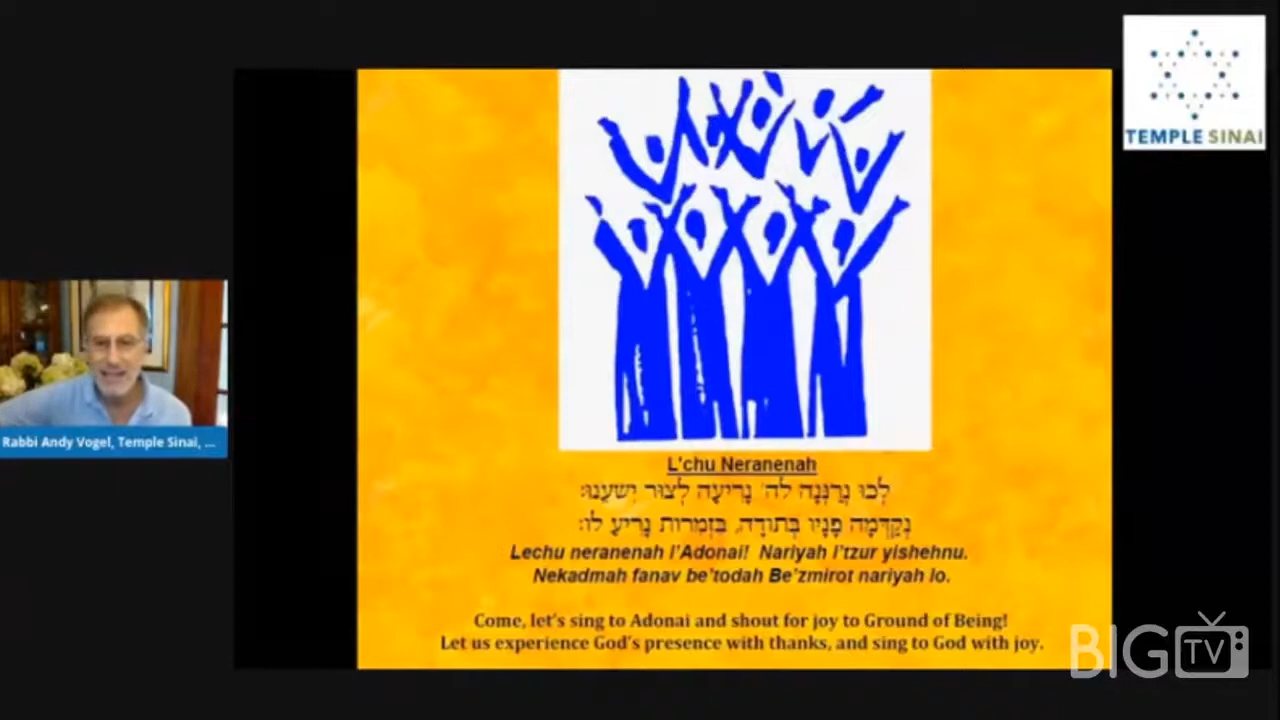 TEMPLE SINAI
Rabbi Andy Vogel, Temple Sinai, ...
L'chu Neranenah
לְכוּ נְרַנְּנָה לה' נָרִיעָה לְצוּר יִשְׁעֵנוּ:
נְקַדְּמָה פָנָיו בְּתוֹדָה, בִּזְמִרוֹת נָרִיעַ לוֹ:
Lechu neranenah l'Adonai! Nariyah l'tzur yishehnu.
Nekadmah fanav be'todah Be'zmirot nariyah lo.
Come, let's sing to Adonai and shout for joy to Ground of Being!
Let us experience God's presence with thanks, and sing to God with joy.
BIG TV